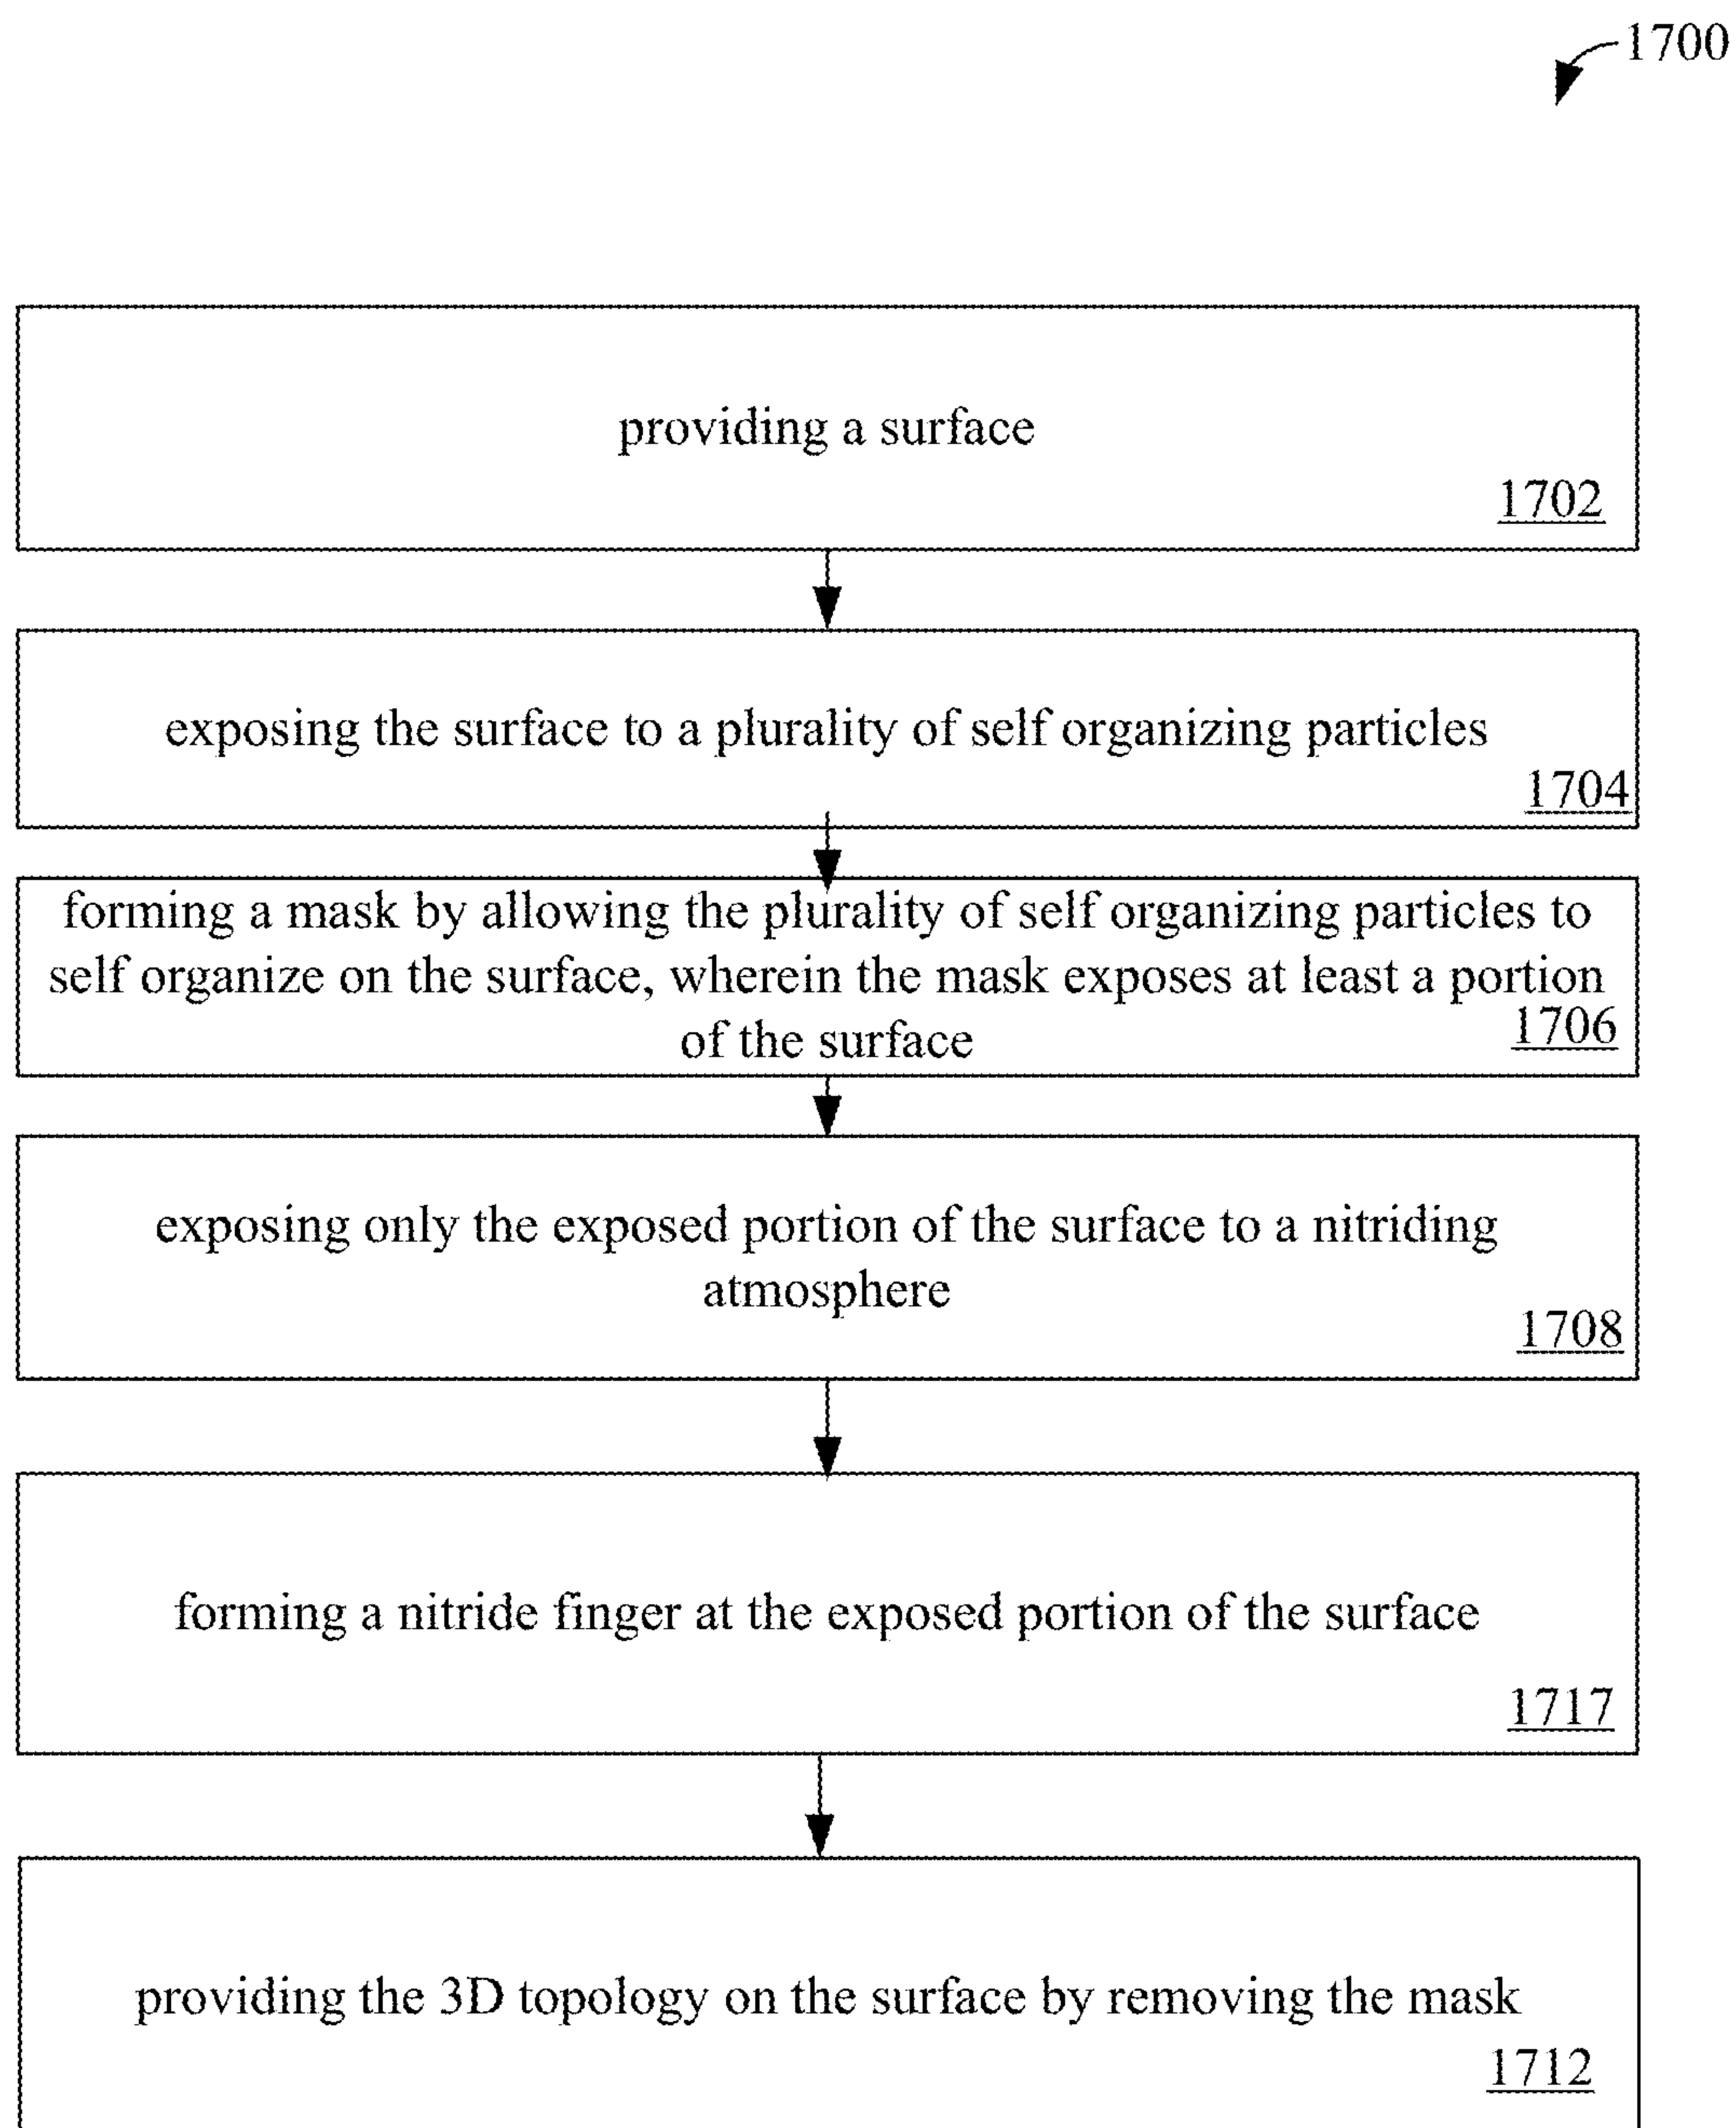 1700
providing a surface
1702
exposing the surface to a plurality of self organizing particles
1704
forming a mask by allowing the plurality of self organizing particles to
self organize on the surface, wherein the mask exposes at least a portion
of the surface
1706
exposing only the exposed portion of the surface to a nitriding
atmosphere
1708
forming a nitride finger at the exposed portion of the surface
1717
providing the 3D topology on the surface by removing the mask
1712